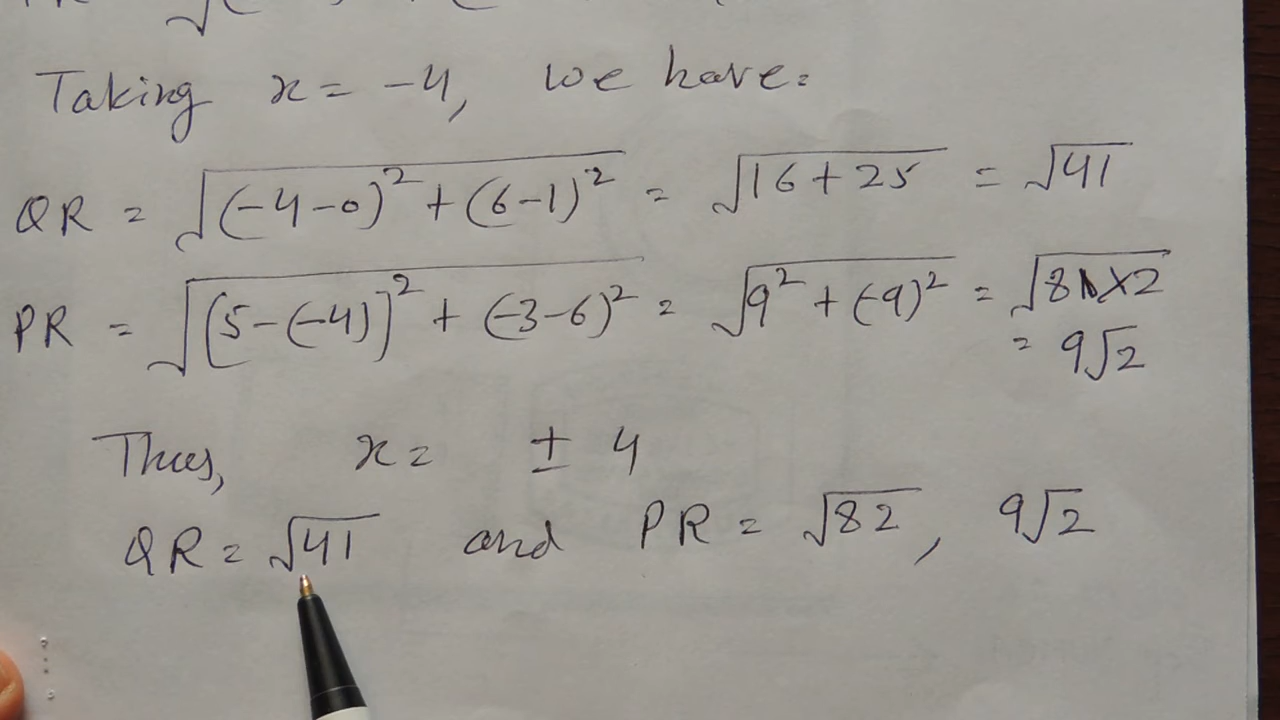 Taking x = -4, we have:
QR = √((-4-0)² + (6-1)²) = √(16+25) = √41
PR = √((5-(-4))² + (-3-6)²) = √(9² + (-9)²) = √(81×2)
= 9√2
Thus, x = ± 4
QR = √41 and PR = √82, 9√2